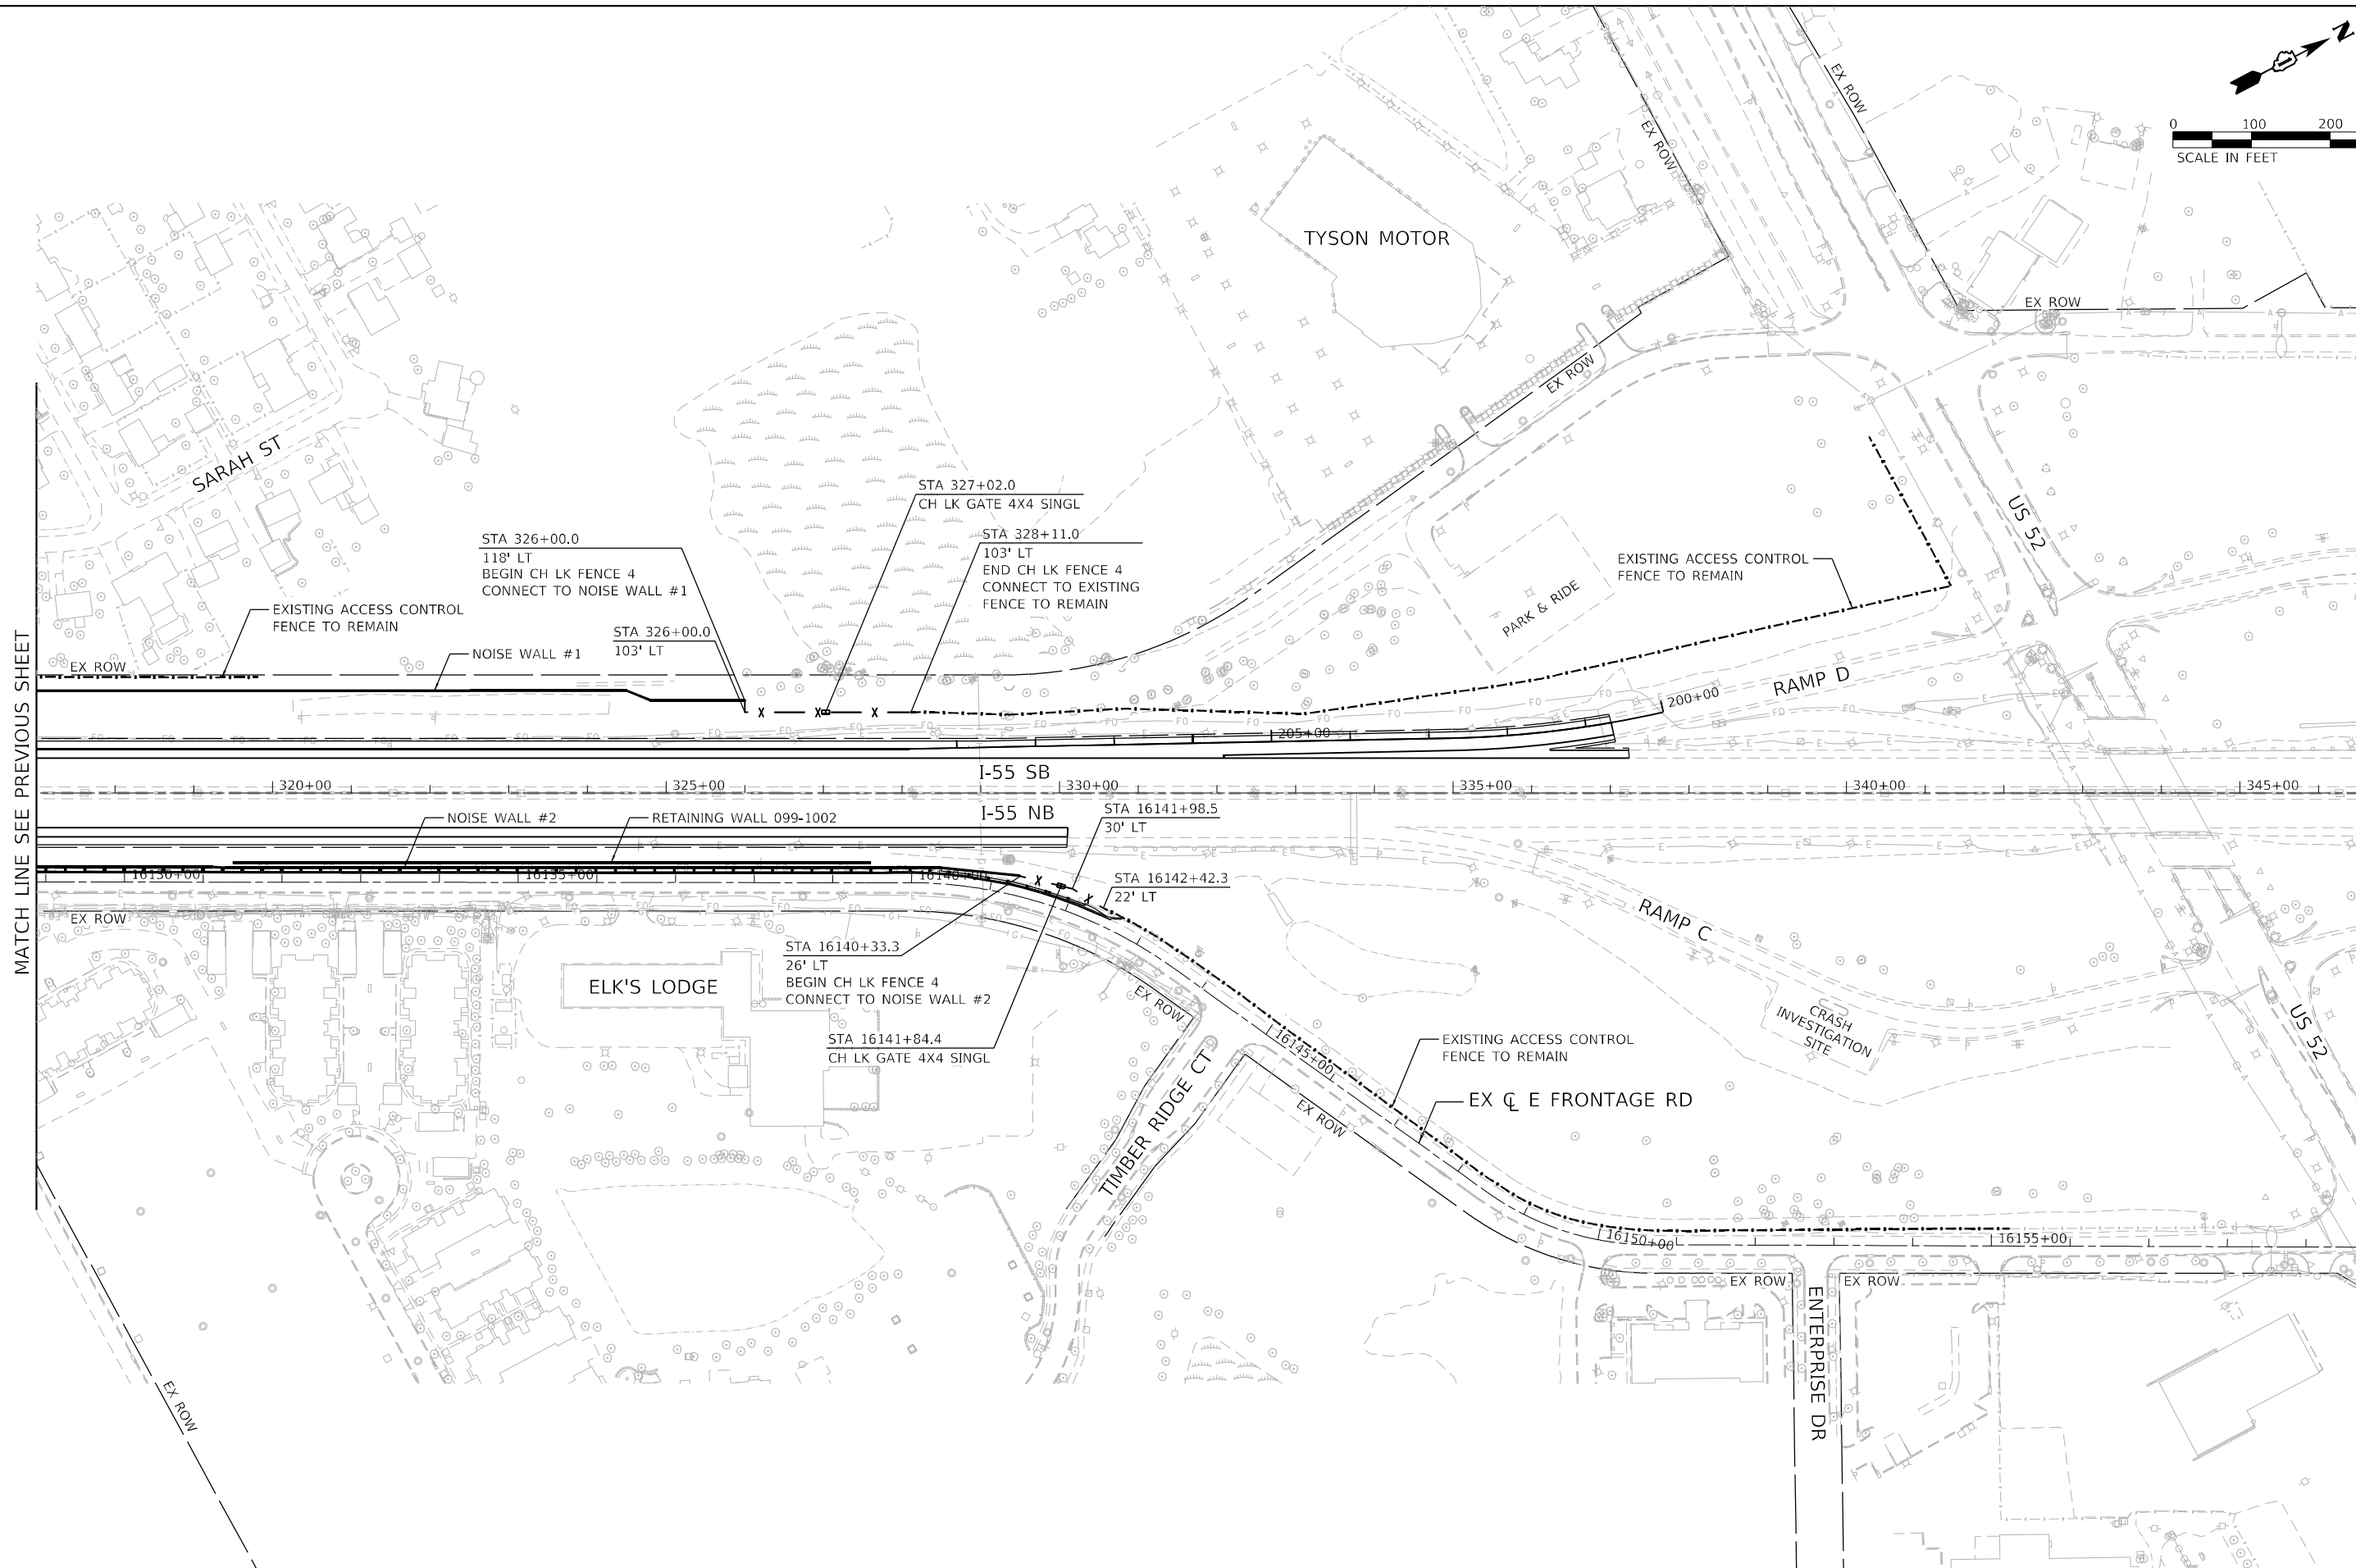 N
0 100 200
SCALE IN FEET
EX ROW
EX ROW
TYSON MOTOR
EX ROW
EX ROW
SARAH ST
STA 327+02.0
CH LK GATE 4X4 SINGL
STA 326+00.0
118' LT
BEGIN CH LK FENCE 4
CONNECT TO NOISE WALL #1
STA 328+11.0
103' LT
END CH LK FENCE 4
CONNECT TO EXISTING
FENCE TO REMAIN
US 52
EXISTING ACCESS CONTROL
FENCE TO REMAIN
PARK & RIDE
EXISTING ACCESS CONTROL
FENCE TO REMAIN
STA 326+00.0
103' LT
NOISE WALL #1
EX ROW
MATCH LINE SEE PREVIOUS SHEET
RAMP D
200+00
205+00
I-55 SB
320+00
325+00
330+00
335+00
340+00
345+00
I-55 NB
STA 16141+98.5
30' LT
NOISE WALL #2
RETAINING WALL 099-1002
16130+00
16135+00
16140+00
STA 16142+42.3
22' LT
EX ROW
RAMP C
STA 16140+33.3
26' LT
BEGIN CH LK FENCE 4
CONNECT TO NOISE WALL #2
ELK'S LODGE
EX ROW
STA 16141+84.4
CH LK GATE 4X4 SINGL
CRASH
INVESTIGATION
SITE
US 52
16145+00
EXISTING ACCESS CONTROL
FENCE TO REMAIN
EX ℄ E FRONTAGE RD
TIMBER RIDGE CT
EX ROW
16150+00
16155+00
EX ROW
EX ROW
ENTERPRISE DR
EX ROW